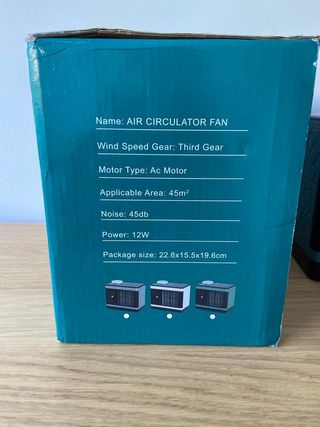 Name: AIR CIRCULATOR FAN
Wind Speed Gear: Third Gear
Motor Type: Ac Motor
Applicable Area: 45m²
Noise: 45db
Power: 12W
Package size: 22.6x15.5x19.6cm